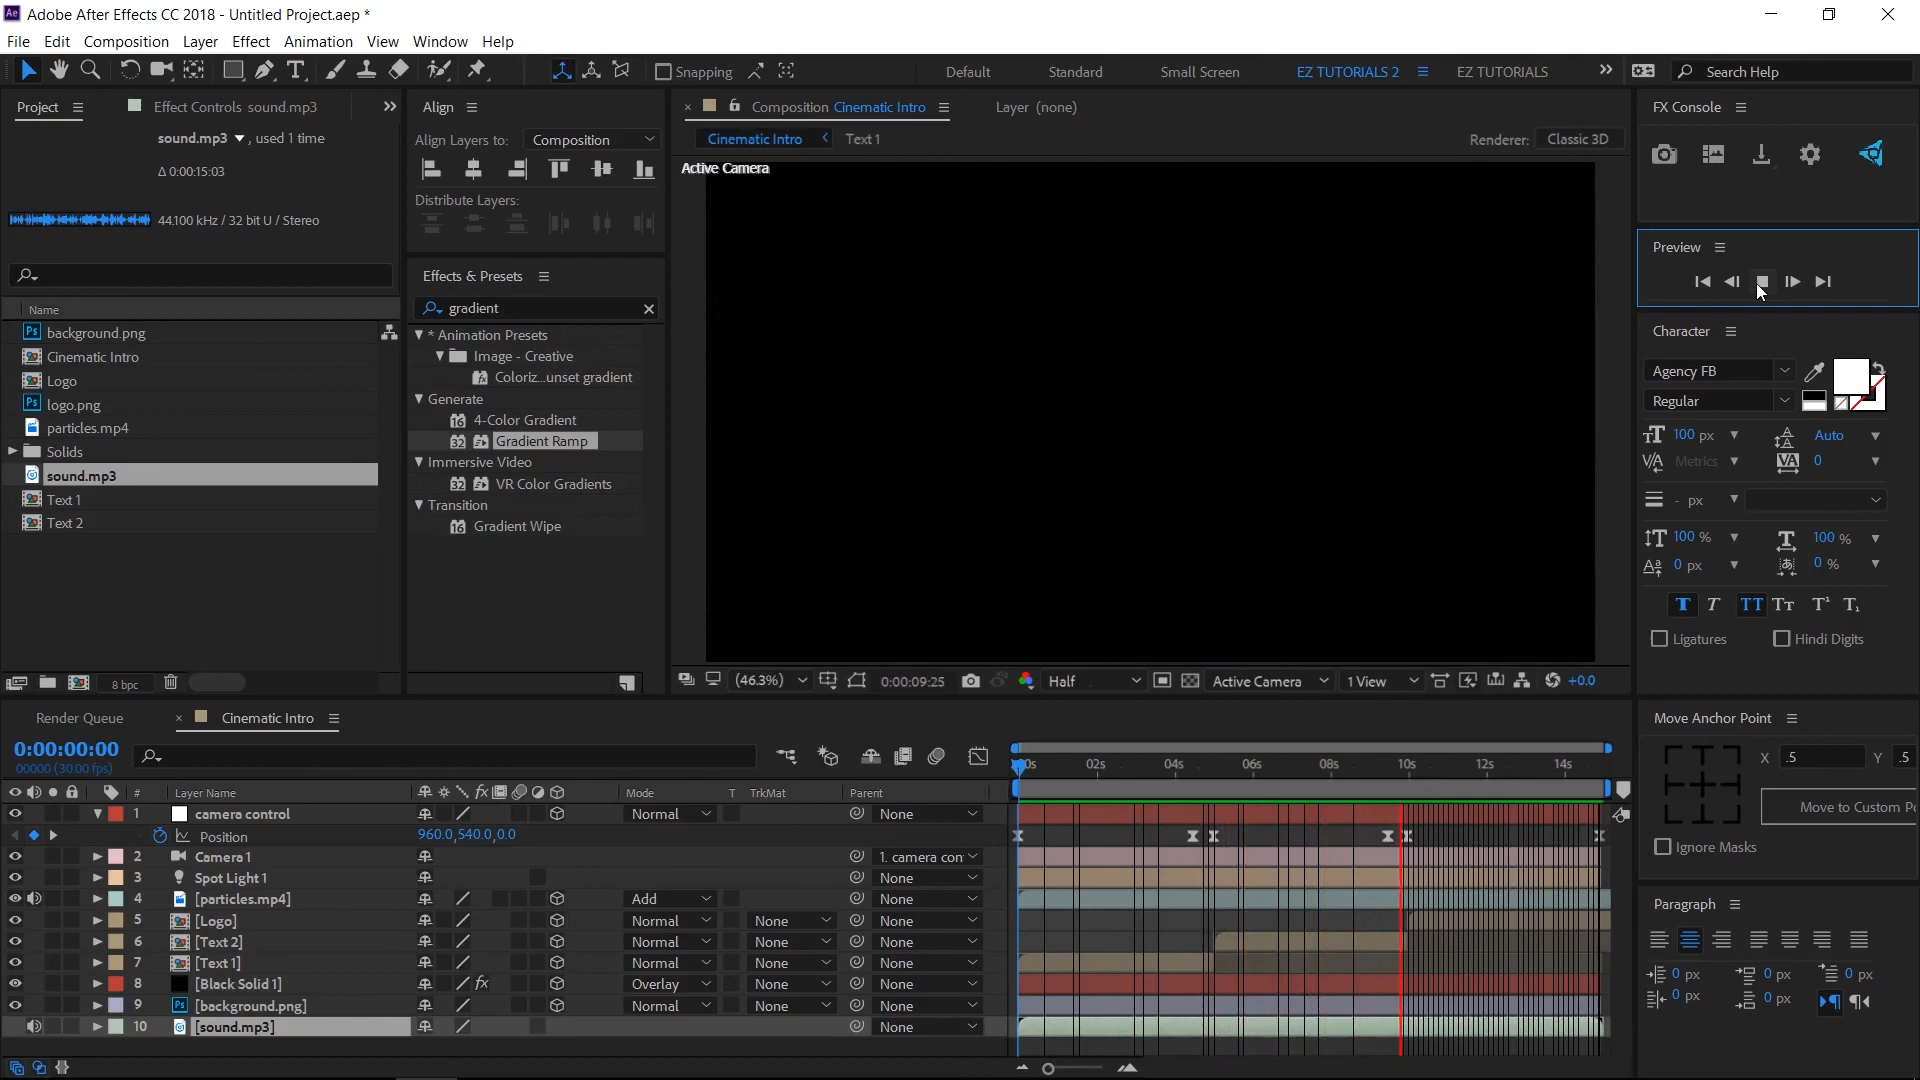 Ae Adobe After Effects CC 2018 - Untitled Project.aep *
File Edit Composition Layer Effect Animation View Window Help
Snapping Default Standard Small Screen EZ TUTORIALS 2 EZ TUTORIALS Search Help
Project Effect Controls sound.mp3
sound.mp3 ▼ , used 1 time
Δ 0:00:15:03
44.100 kHz / 32 bit U / Stereo
Name
background.png
Cinematic Intro
Logo
logo.png
particles.mp4
Solids
sound.mp3
Text 1
Text 2
8 bpc
Align
Align Layers to: Composition
Distribute Layers:
Effects & Presets
gradient
* Animation Presets
Image - Creative
Coloriz...unset gradient
Generate
4-Color Gradient
Gradient Ramp
Immersive Video
VR Color Gradients
Transition
Gradient Wipe
Composition Cinematic Intro Layer (none)
Cinematic Intro Text 1 Renderer: Classic 3D
Active Camera
(46.3%) 0:00:09:25 Half Active Camera 1 View +0.0
FX Console
Preview
Character
Agency FB
Regular
100 px Auto
Metrics 0
- px
100 % 100 %
0 px 0 %
T T TT Tт T¹ T₁
Ligatures Hindi Digits
Move Anchor Point
X .5 Y .5
Move to Custom Po
Ignore Masks
Paragraph
0 px 0 px 0 px
0 px 0 px
Render Queue Cinematic Intro
0:00:00:00
00000 (30.00 fps)
# Layer Name Mode T TrkMat Parent
02s 04s 06s 08s 10s 12s 14s
1 camera control Normal None
Position 960.0,540.0,0.0
2 Camera 1 1. camera con
3 Spot Light 1 None
4 [particles.mp4] Add None
5 [Logo] Normal None None
6 [Text 2] Normal None None
7 [Text 1] Normal None None
8 [Black Solid 1] fx Overlay None None
9 [background.png] Normal None None
10 [sound.mp3] None